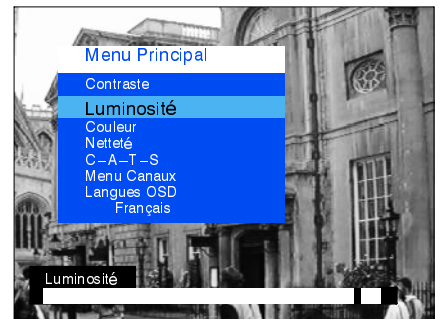 Menu Principal
Contraste
Luminosité
Couleur
Netteté
C-A-T-S
Menu Canaux
Langues OSD
Français
Luminosité